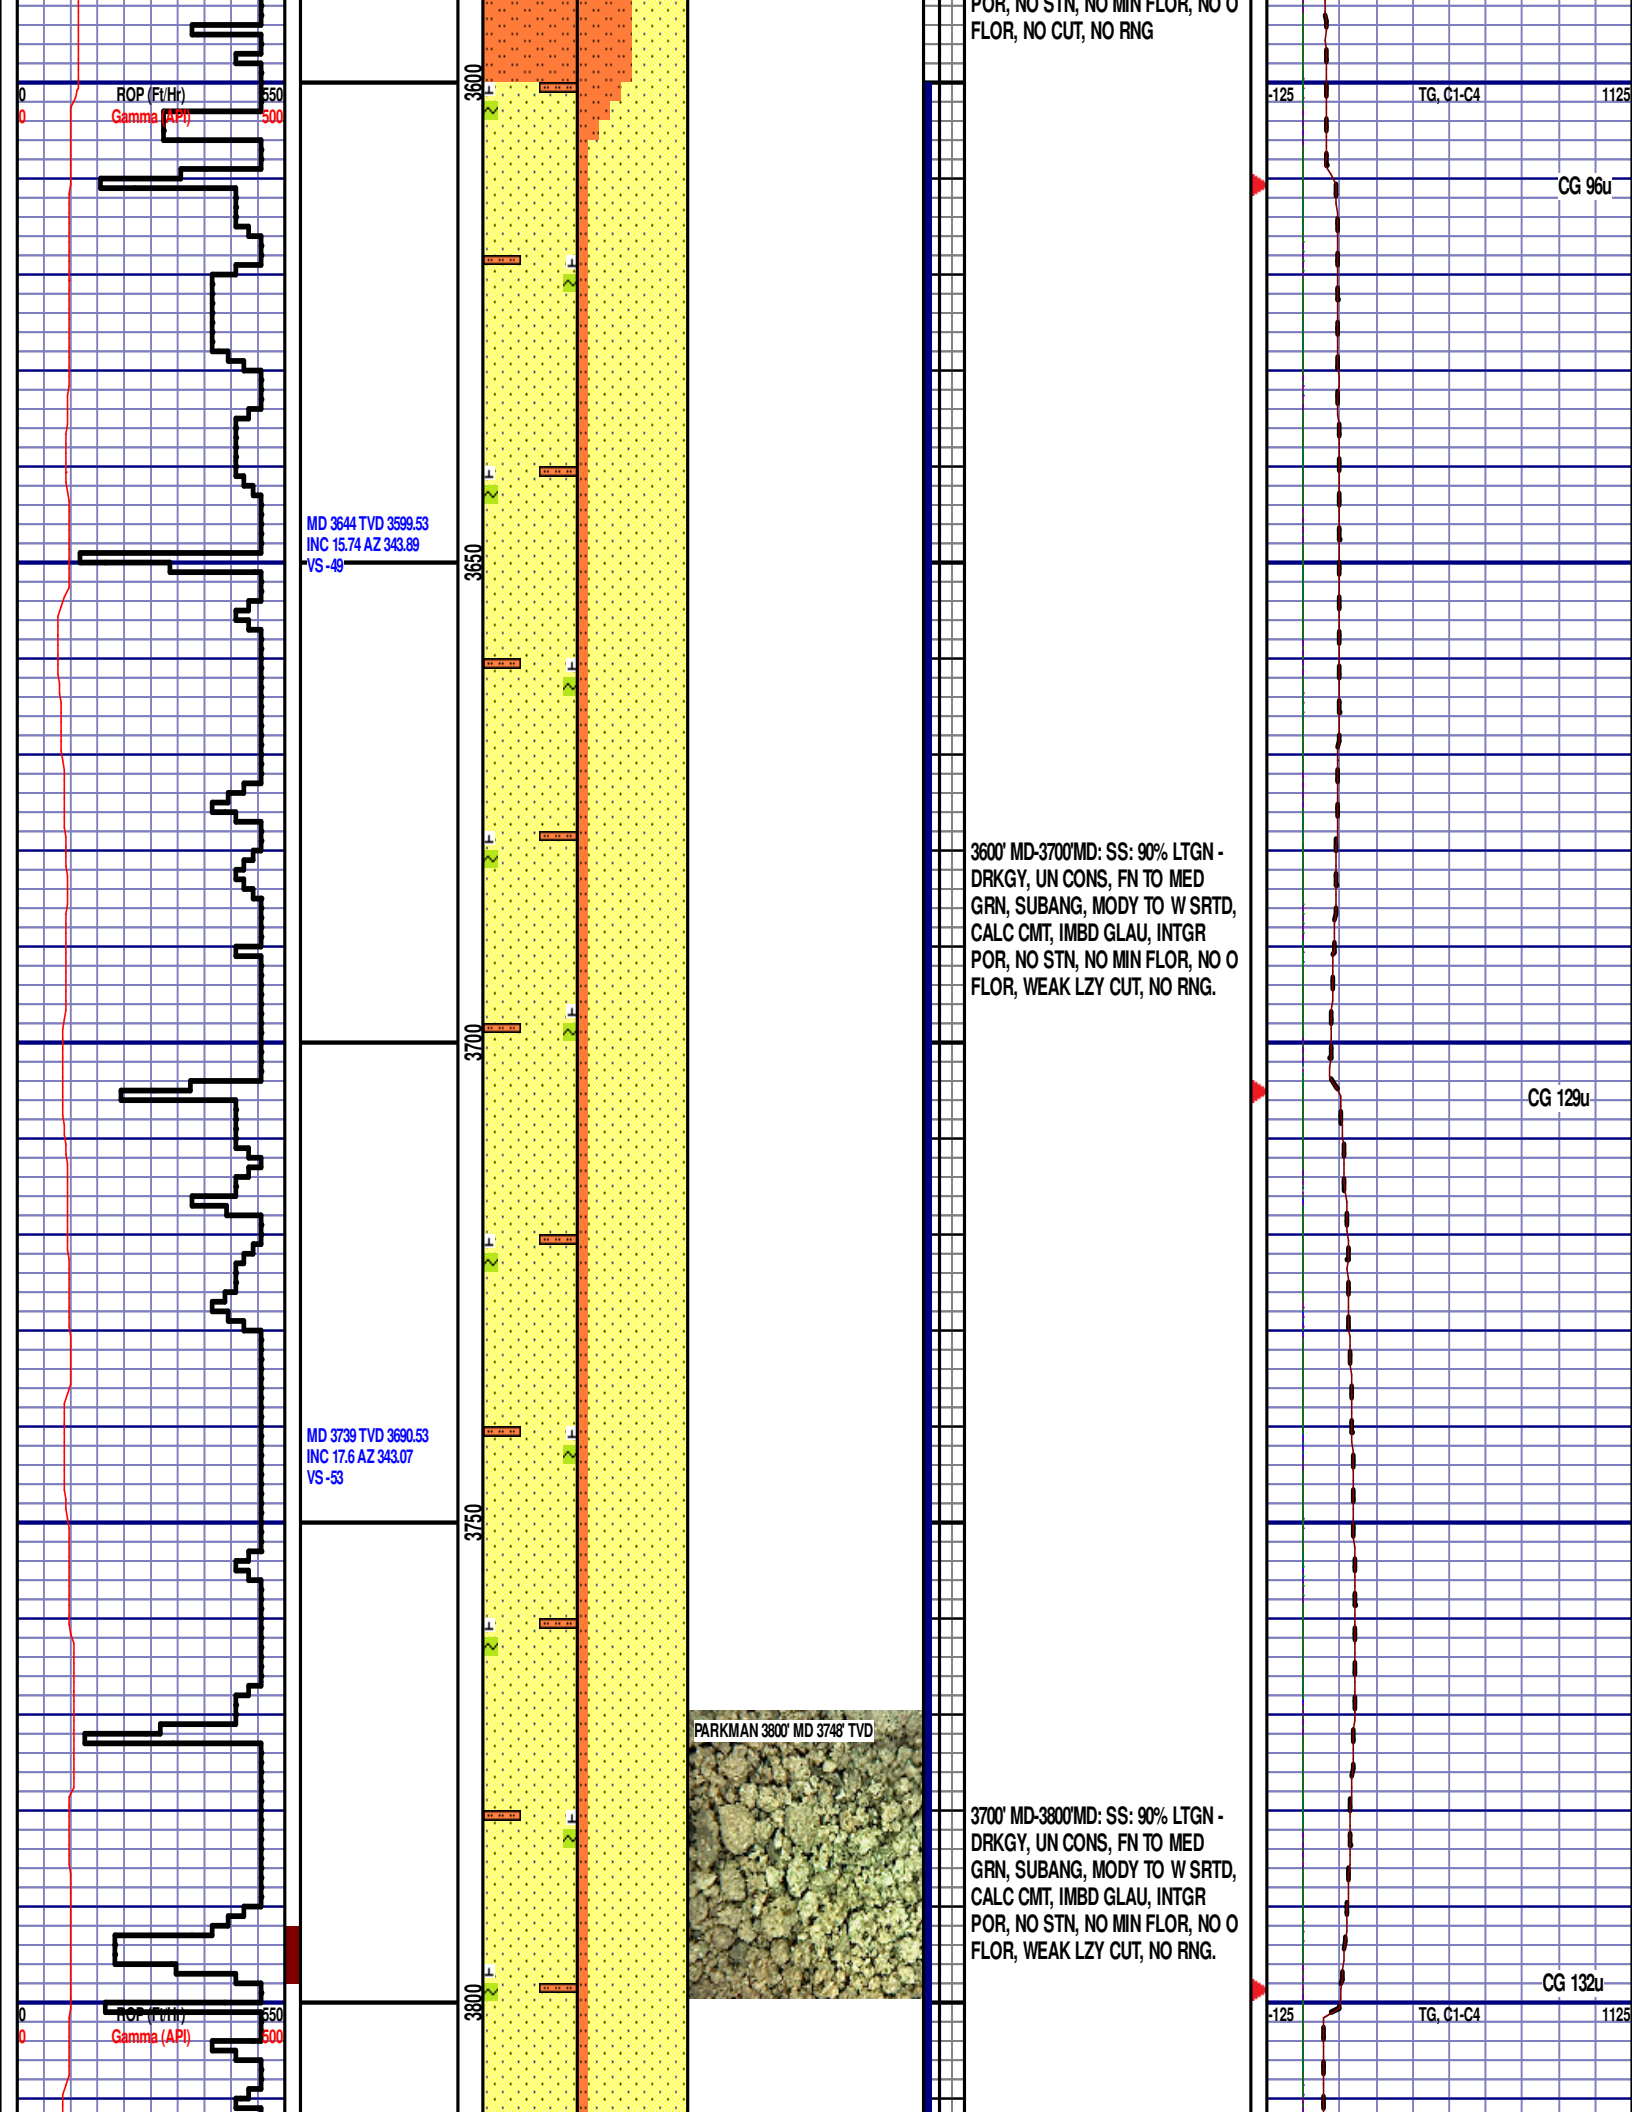 POR, NO STN, NO MIN FLOR, NO O
FLOR, NO CUT, NO RNG
0 ROP (Ft/Hr) 550
0 Gamma (API) 500
3600
-125 TG, C1-C4 1125
CG 96u
MD 3644 TVD 3599.53
INC 15.74 AZ 343.89
VS -49
3650
3600' MD-3700'MD: SS: 90% LTGN -
DRKGY, UN CONS, FN TO MED
GRN, SUBANG, MODY TO W SRTD,
CALC CMT, IMBD GLAU, INTGR
POR, NO STN, NO MIN FLOR, NO O
FLOR, WEAK LZY CUT, NO RNG.
3700
CG 129u
MD 3739 TVD 3690.53
INC 17.6 AZ 343.07
VS -53
3750
PARKMAN 3800' MD 3748' TVD
3700' MD-3800'MD: SS: 90% LTGN -
DRKGY, UN CONS, FN TO MED
GRN, SUBANG, MODY TO W SRTD,
CALC CMT, IMBD GLAU, INTGR
POR, NO STN, NO MIN FLOR, NO O
FLOR, WEAK LZY CUT, NO RNG.
CG 132u
3800
0 ROP (Ft/Hr) 550
0 Gamma (API) 500
-125 TG, C1-C4 1125